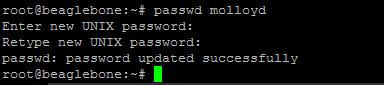 root@beaglebone:~# passwd molloyd
Enter new UNIX password:
Retype new UNIX password:
passwd: password updated successfully
root@beaglebone:~#